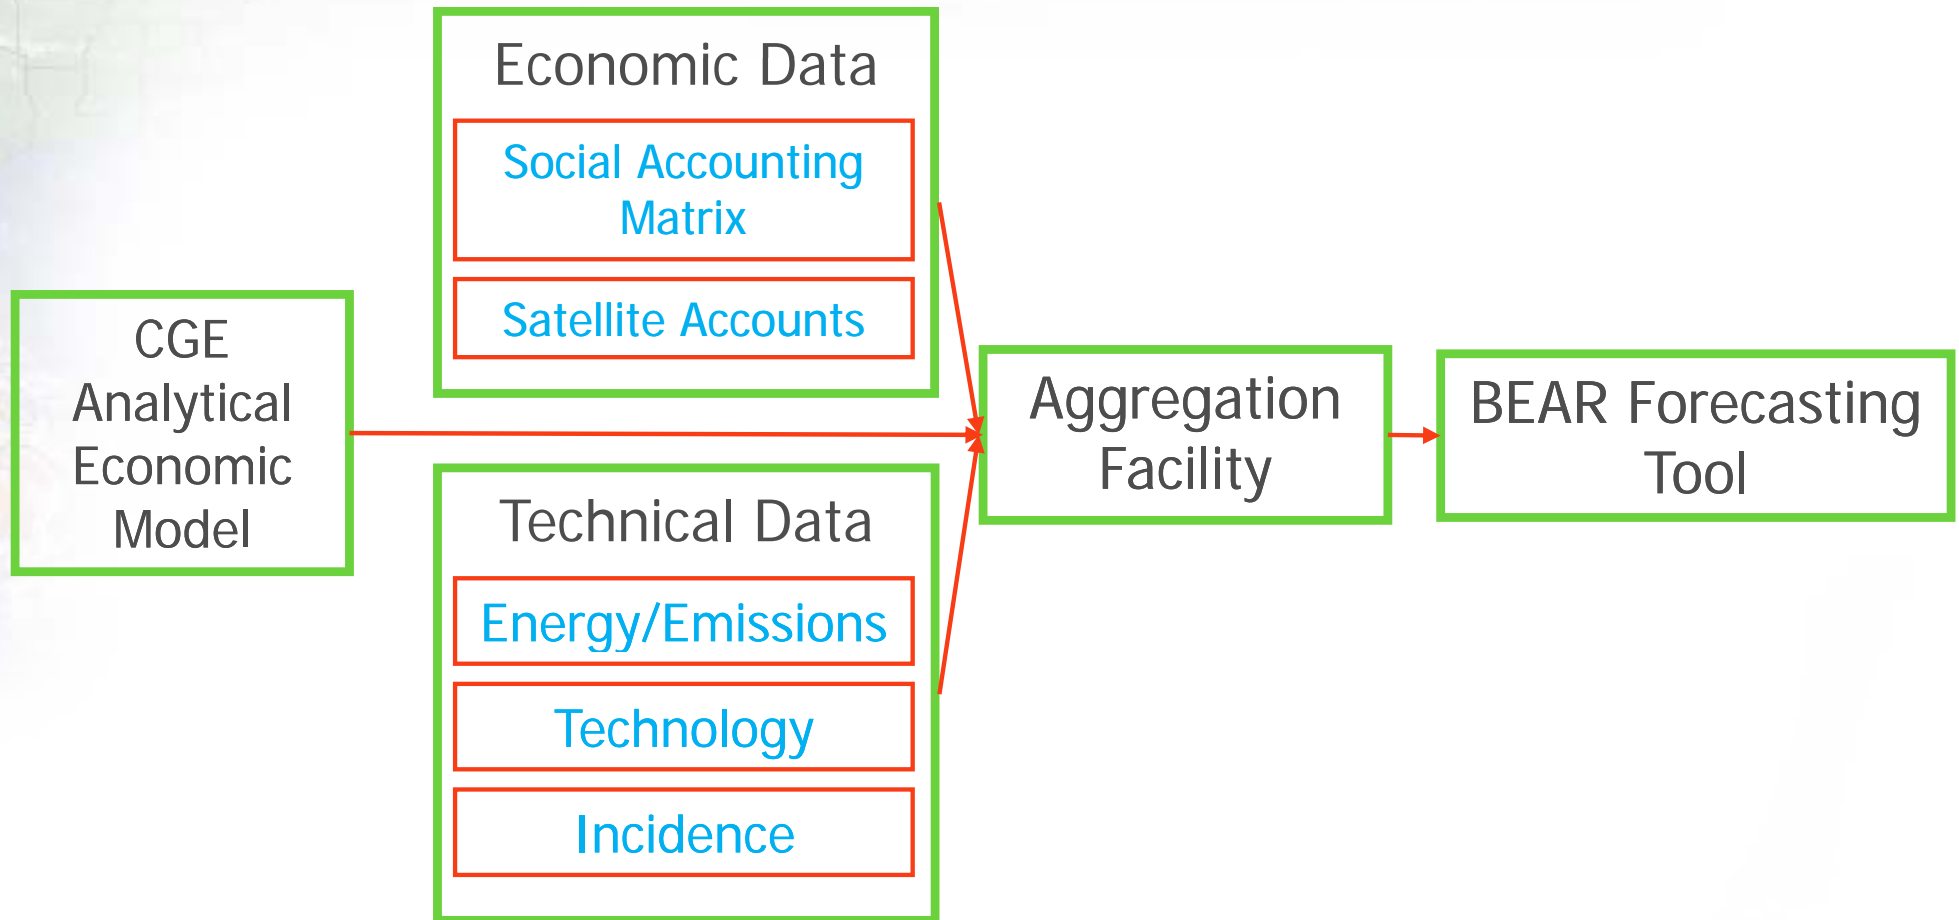 Economic Data
Social Accounting
Matrix
Satellite Accounts
CGE
Analytical
Economic
Model
Technical Data
Energy/Emissions
Technology
Incidence
Aggregation
Facility
BEAR Forecasting
Tool